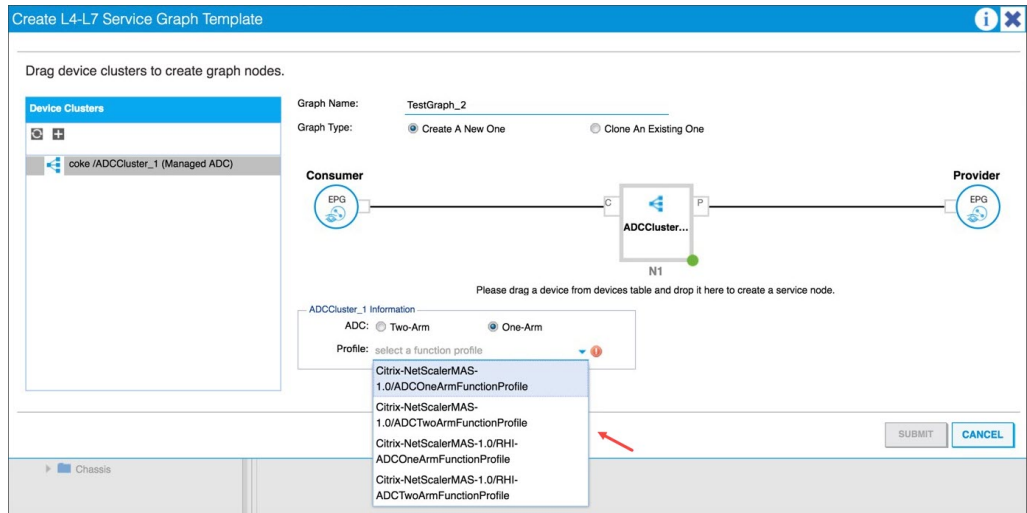 Create L4-L7 Service Graph Template
i
Drag device clusters to create graph nodes.
Device Clusters
coke /ADCCluster_1 (Managed ADC)
Graph Name: TestGraph_2
Graph Type: Create A New One Clone An Existing One
Consumer
Provider
EPG
C
P
EPG
ADCCluster...
N1
Please drag a device from devices table and drop it here to create a service node.
ADCCluster_1 Information
ADC: Two-Arm One-Arm
Profile: select a function profile
Citrix-NetScalerMAS-
1.0/ADCOneArmFunctionProfile
Citrix-NetScalerMAS-
1.0/ADCTwoArmFunctionProfile
Citrix-NetScalerMAS-1.0/RHI-
ADCOneArmFunctionProfile
Citrix-NetScalerMAS-1.0/RHI-
ADCTwoArmFunctionProfile
SUBMIT CANCEL
Chassis